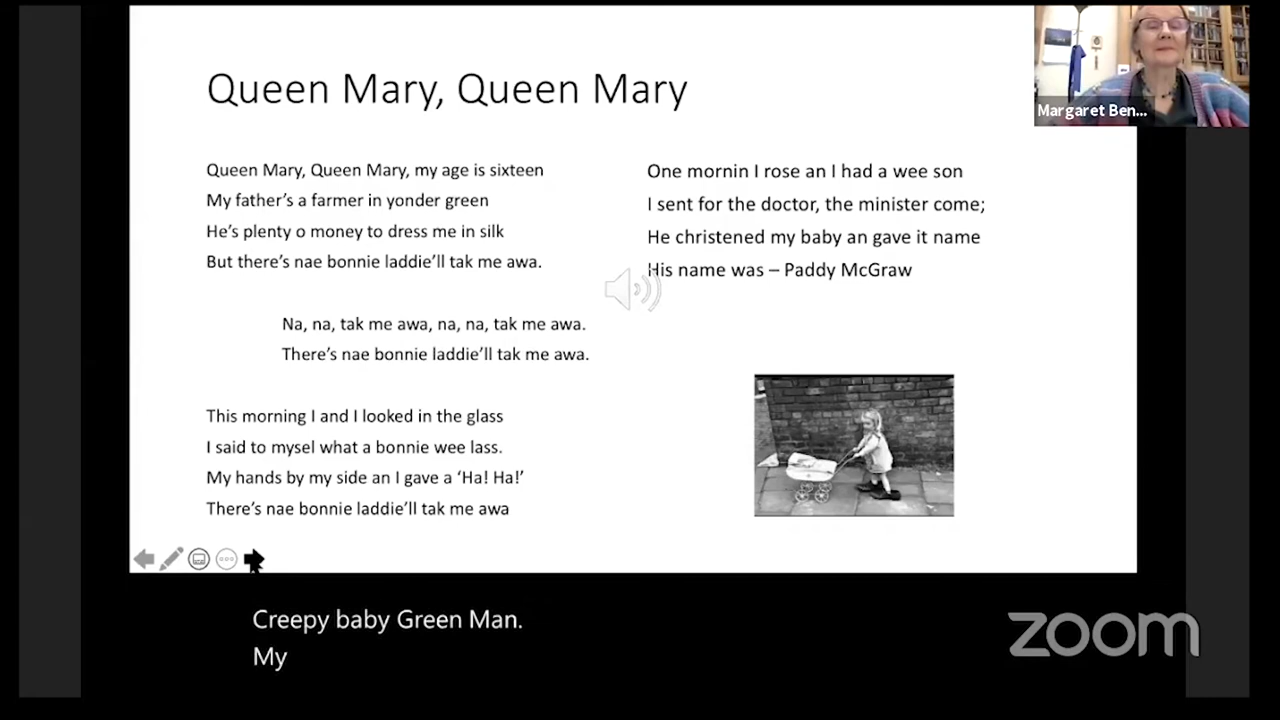 Queen Mary, Queen Mary
Margaret Ben...
Queen Mary, Queen Mary, my age is sixteen
My father's a farmer in yonder green
He's plenty o money to dress me in silk
But there's nae bonnie laddie'll tak me awa.
Na, na, tak me awa, na, na, tak me awa.
There's nae bonnie laddie'll tak me awa.
This morning I and I looked in the glass
I said to mysel what a bonnie wee lass.
My hands by my side an I gave a 'Ha! Ha!'
There's nae bonnie laddie'll tak me awa
One mornin I rose an I had a wee son
I sent for the doctor, the minister come;
He christened my baby an gave it name
His name was – Paddy McGraw
Creepy baby Green Man.
My
zoom